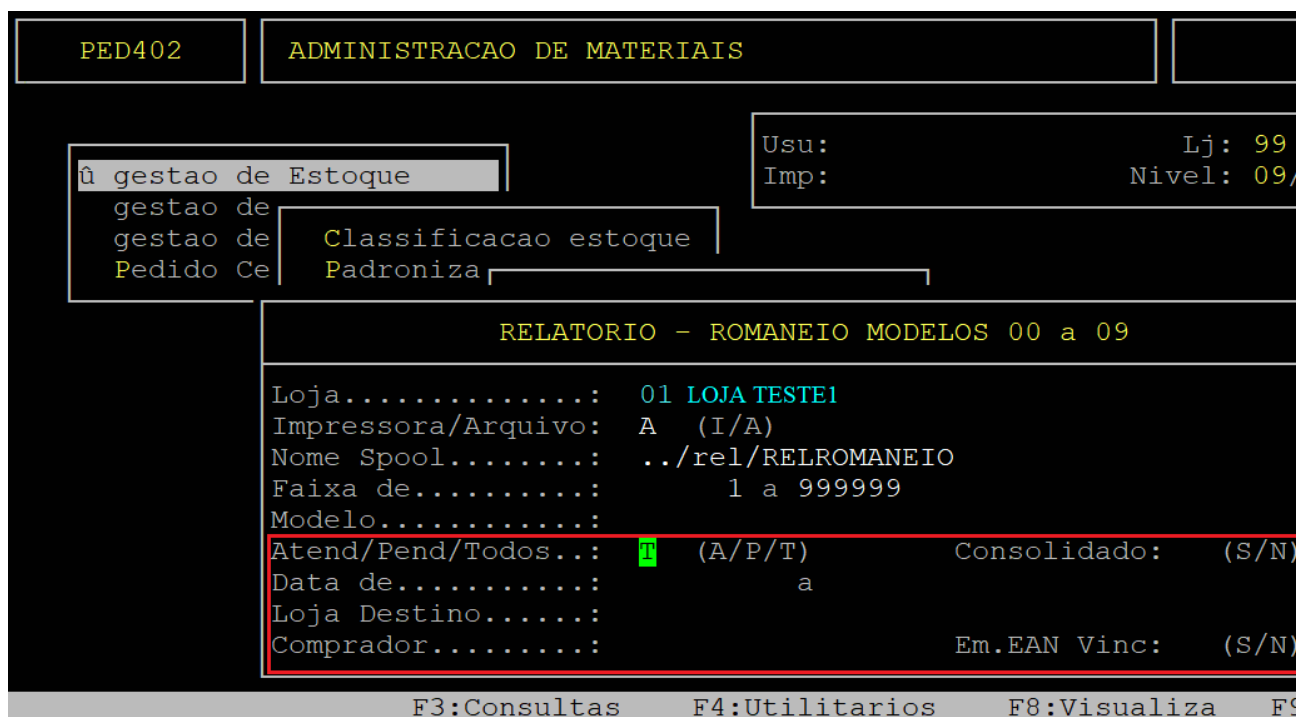 PED402 ADMINISTRACAO DE MATERIAIS
Usu: Lj: 99
û gestao de Estoque Imp: Nivel: 09/
gestao de
gestao de Classificacao estoque
Pedido Ce Padroniza
RELATORIO - ROMANEIO MODELOS 00 a 09
Loja..............: 01 LOJA TESTE1
Impressora/Arquivo: A (I/A)
Nome Spool........: ../rel/RELROMANEIO
Faixa de..........: 1 a 999999
Modelo............:
Atend/Pend/Todos..: T (A/P/T) Consolidado: (S/N)
Data de...........: a
Loja Destino......:
Comprador.........: Em.EAN Vinc: (S/N)
F3:Consultas F4:Utilitarios F8:Visualiza F9